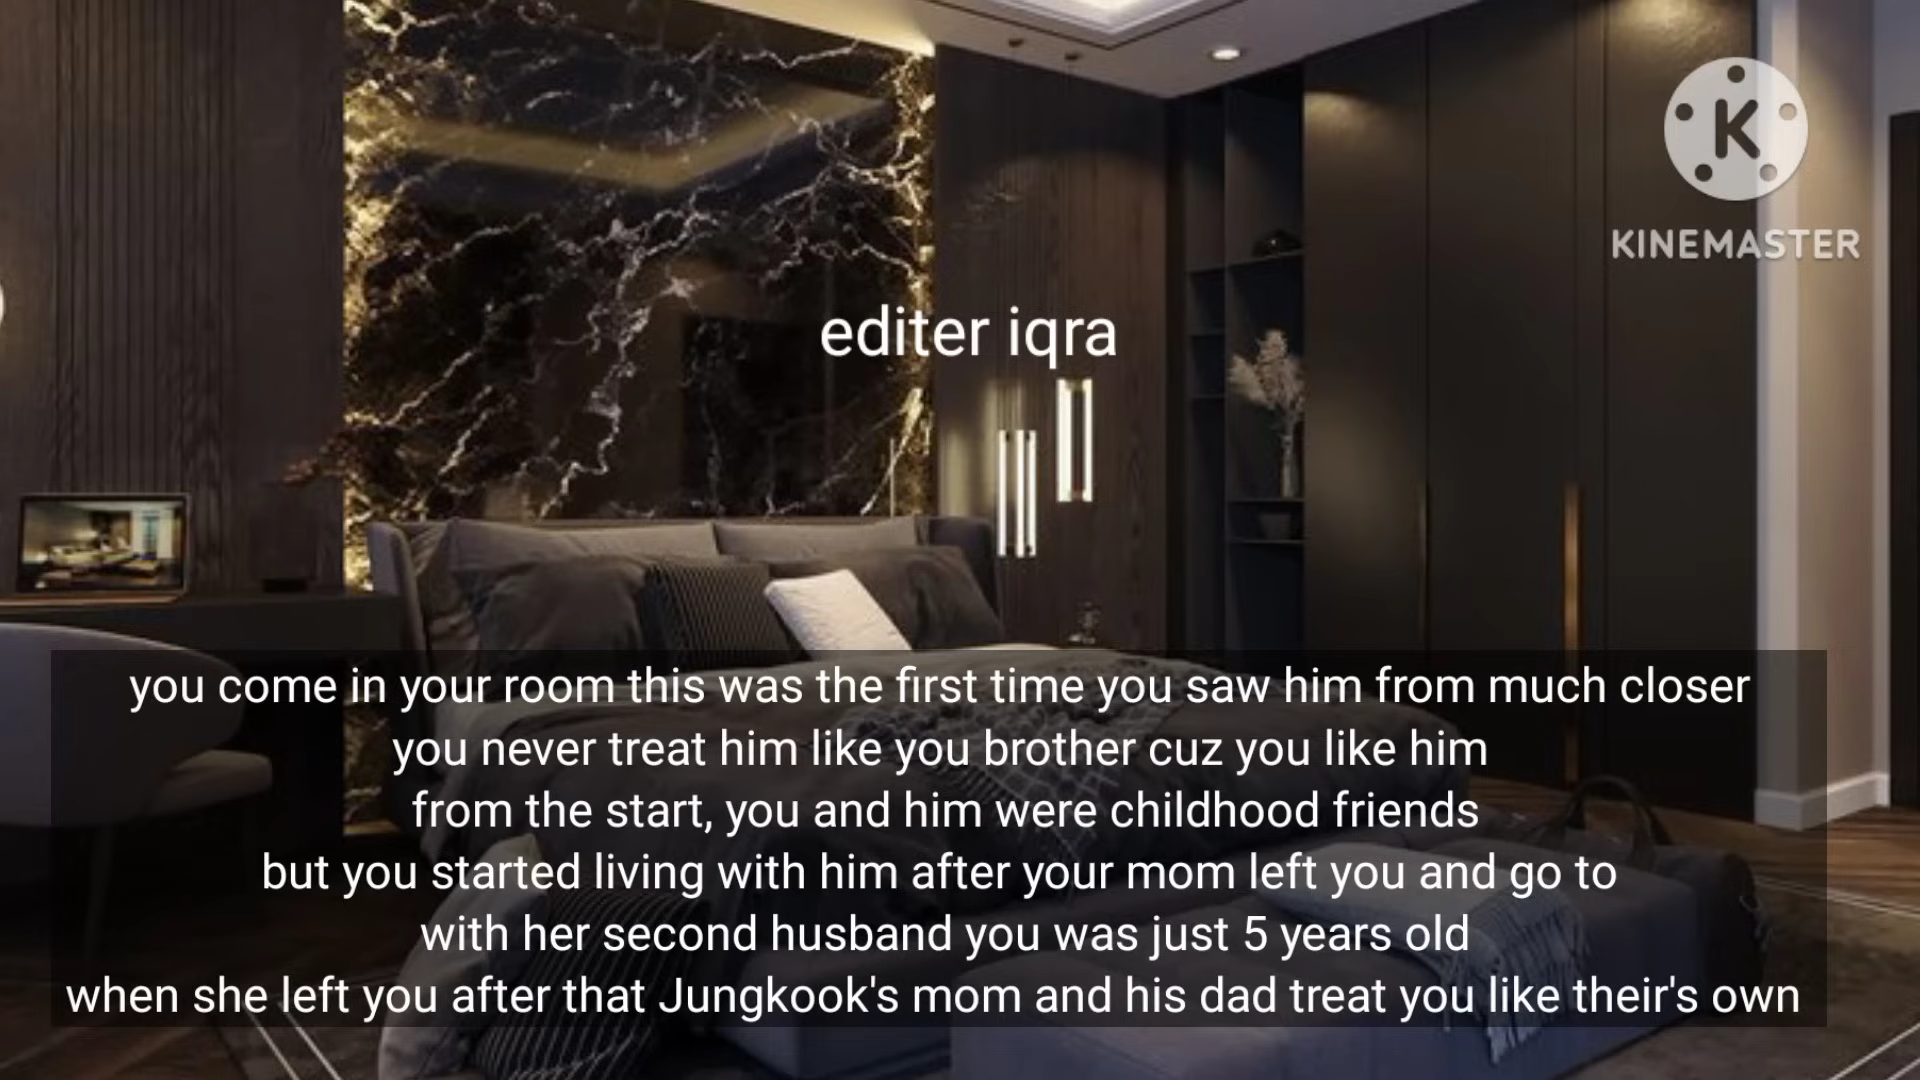 KINEMASTER
editer iqra
you come in your room this was the first time you saw him from much closer
you never treat him like you brother cuz you like him
from the start, you and him were childhood friends
but you started living with him after your mom left you and go to
with her second husband you was just 5 years old
when she left you after that Jungkook's mom and his dad treat you like their's own